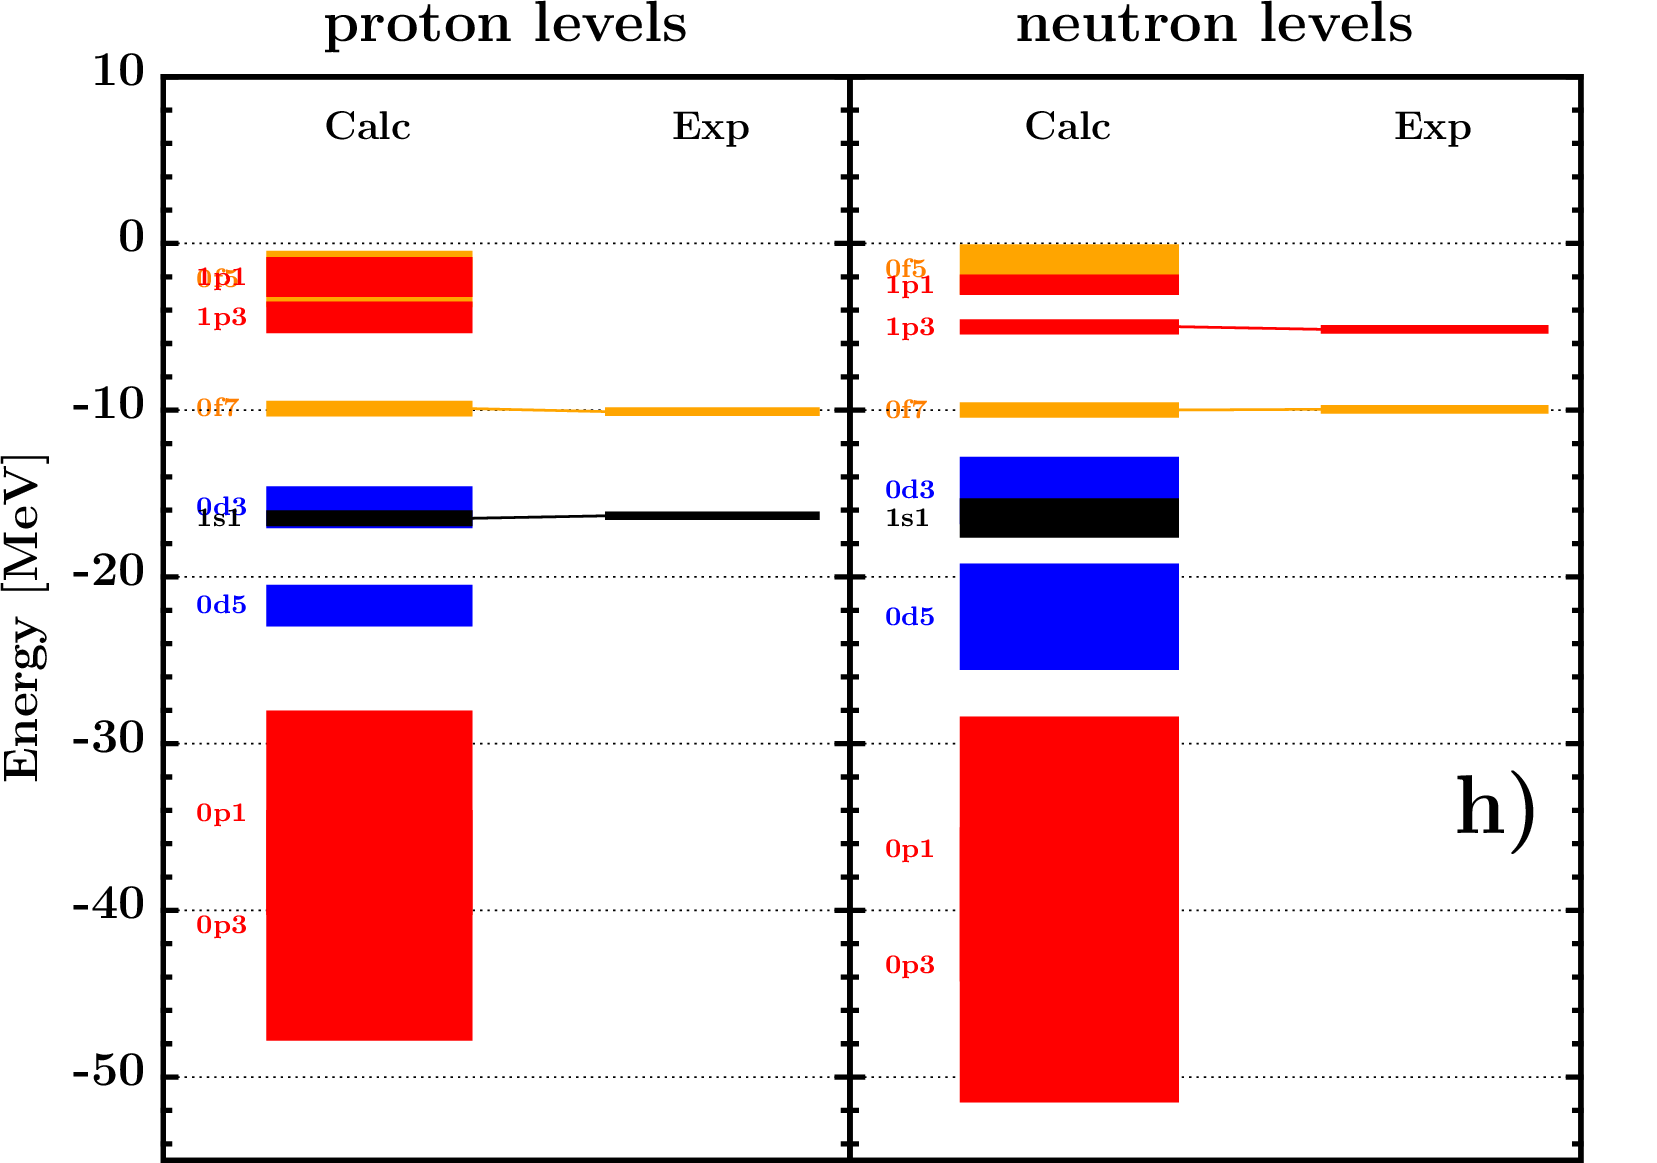 proton levels
neutron levels
Calc
Exp
Calc
Exp
10
0
-10
-20
-30
-40
-50
Energy [MeV]
0f5
1p1
1p3
0f7
0d3
1s1
0d5
0p1
0p3
0f5
1p1
1p3
0f7
0d3
1s1
0d5
0p1
0p3
h)